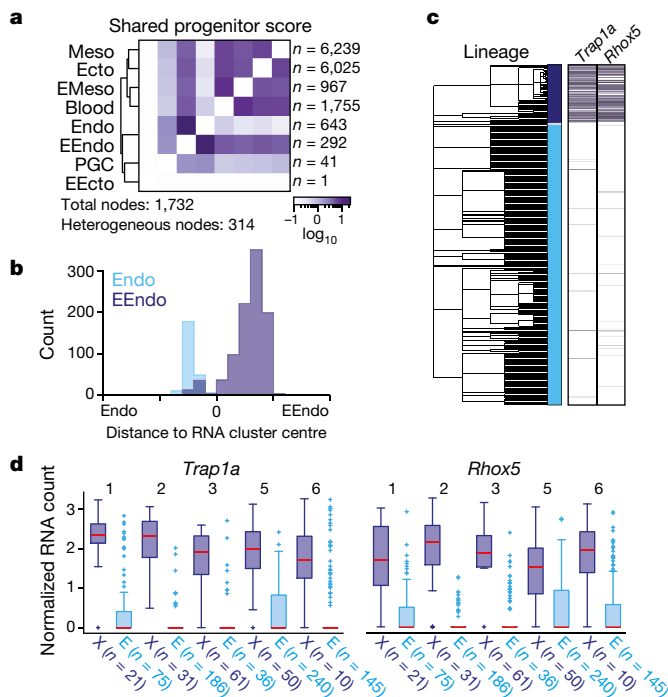 a
Shared progenitor score
Meso n = 6,239
Ecto n = 6,025
EMeso n = 967
Blood n = 1,755
Endo n = 643
EEndo n = 292
PGC n = 41
EEcto n = 1
Total nodes: 1,732
Heterogeneous nodes: 314
−1 0 1
log10
b
Endo
EEndo
Count
300
200
100
0
Endo 0 EEndo
Distance to RNA cluster centre
c
Lineage Trap1a Rhox5
d
Trap1a Rhox5
1 2 3 5 6 1 2 3 5 6
Normalized RNA count
3
2
1
0
X (n = 21) E (n = 75) X (n = 31) E (n = 186) X (n = 61) E (n = 36) X (n = 50) E (n = 240) X (n = 10) E (n = 145) X (n = 21) E (n = 75) X (n = 31) E (n = 186) X (n = 61) E (n = 36) X (n = 50) E (n = 240) X (n = 10) E (n = 145)